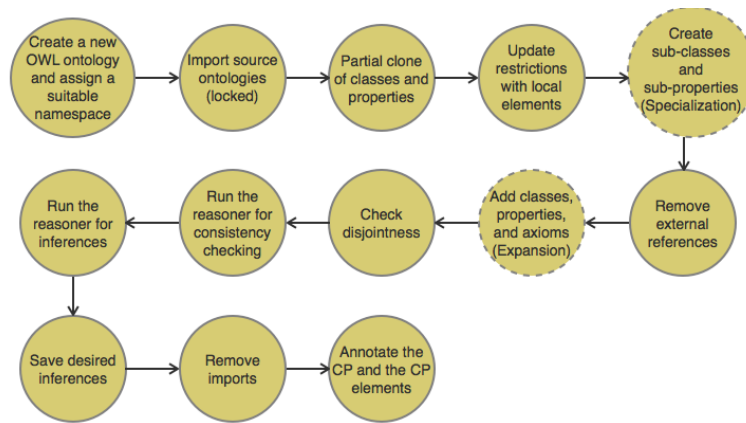 Create a new
OWL ontology
and assign a
suitable
namespace
Import source
ontologies
(locked)
Partial clone
of classes and
properties
Update
restrictions
with local
elements
Create
sub-classes
and
sub-properties
(Specialization)
Remove
external
references
Add classes,
properties,
and axioms
(Expansion)
Check
disjointness
Run the
reasoner for
consistency
checking
Run the
reasoner for
inferences
Save desired
inferences
Remove
imports
Annotate the
CP and the CP
elements